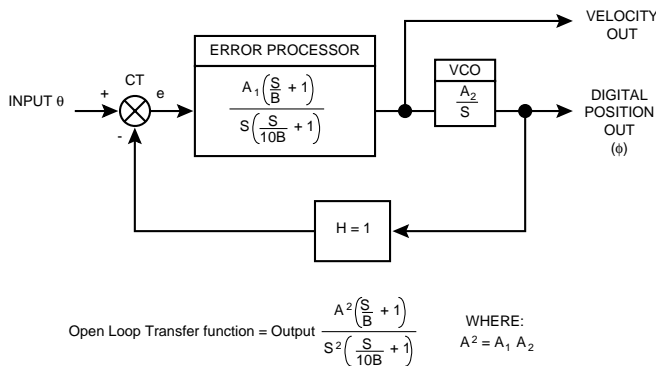 VELOCITY
OUT
ERROR PROCESSOR
VCO
CT
A₁(S/B + 1)
S(S/10B + 1)
A₂
S
INPUT θ
+
-
e
DIGITAL
POSITION
OUT
(ϕ)
H = 1
Open Loop Transfer function = Output A²(S/B + 1)
S²(S/10B + 1)
WHERE:
A² = A₁ A₂